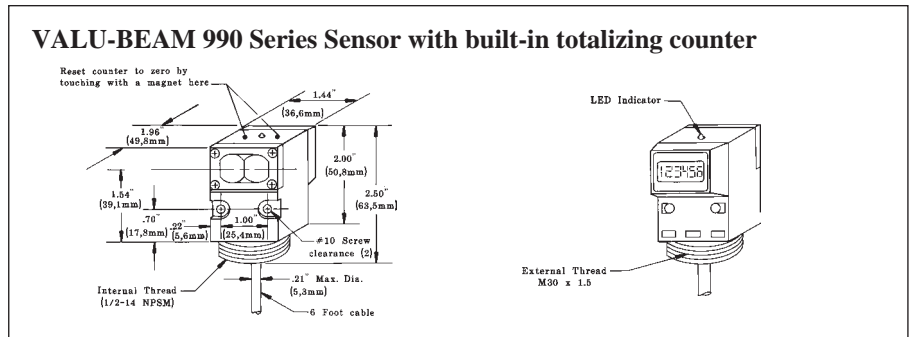 VALU-BEAM 990 Series Sensor with built-in totalizing counter
Reset counter to zero by
touching with a magnet here
1.44"
(36,6mm)
1.96"
(49,8mm)
2.00"
(50,8mm)
2.50"
(63,5mm)
1.54"
(39,1mm)
.70"
(17,8mm)
.22"
(5,6mm)
1.00"
(25,4mm)
#10 Screw
clearance (2)
Internal Thread
(1/2-14 NPSM)
.21" Max. Dia.
(5,3mm)
6 Foot cable
LED Indicator
123456
External Thread
M30 x 1.5